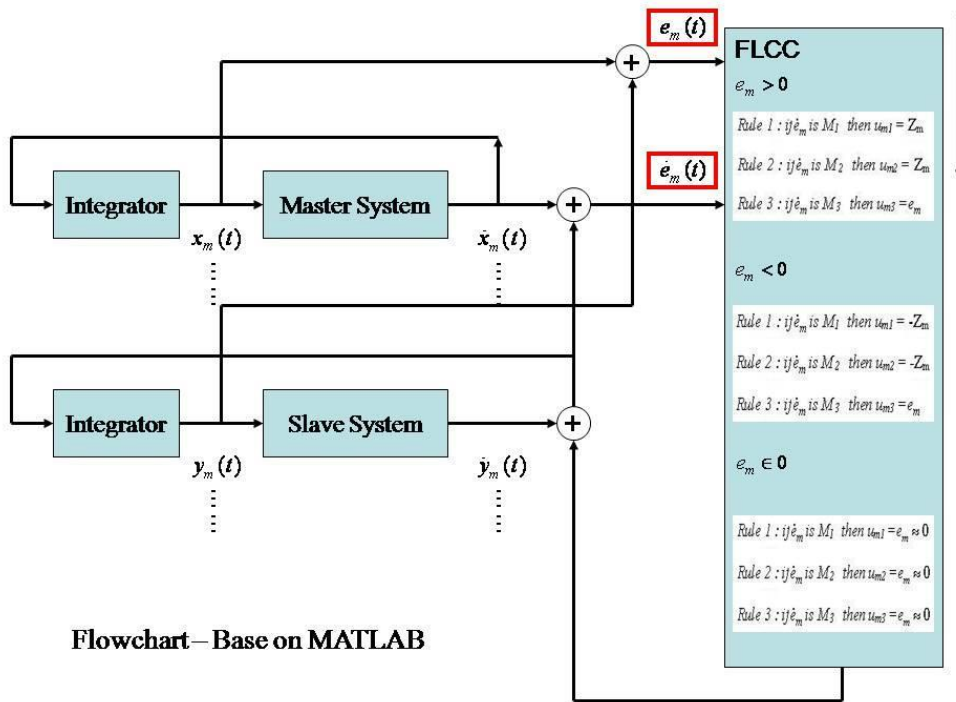 e_m(t)
FLCC
e_m > 0
Rule 1 : if ė_m is M_1 then u_m1 = Z_m
Rule 2 : if ė_m is M_2 then u_m2 = Z_m
Rule 3 : if ė_m is M_3 then u_m3 = e_m
ė_m(t)
Integrator
Master System
x_m(t)
ẋ_m(t)
e_m < 0
Rule 1 : if ė_m is M_1 then u_m1 = -Z_m
Rule 2 : if ė_m is M_2 then u_m2 = -Z_m
Rule 3 : if ė_m is M_3 then u_m3 = e_m
Integrator
Slave System
y_m(t)
ẏ_m(t)
e_m ∈ 0
Rule 1 : if ė_m is M_1 then u_m1 = e_m ≈ 0
Rule 2 : if ė_m is M_2 then u_m2 = e_m ≈ 0
Rule 3 : if ė_m is M_3 then u_m3 = e_m ≈ 0
Flowchart – Base on MATLAB